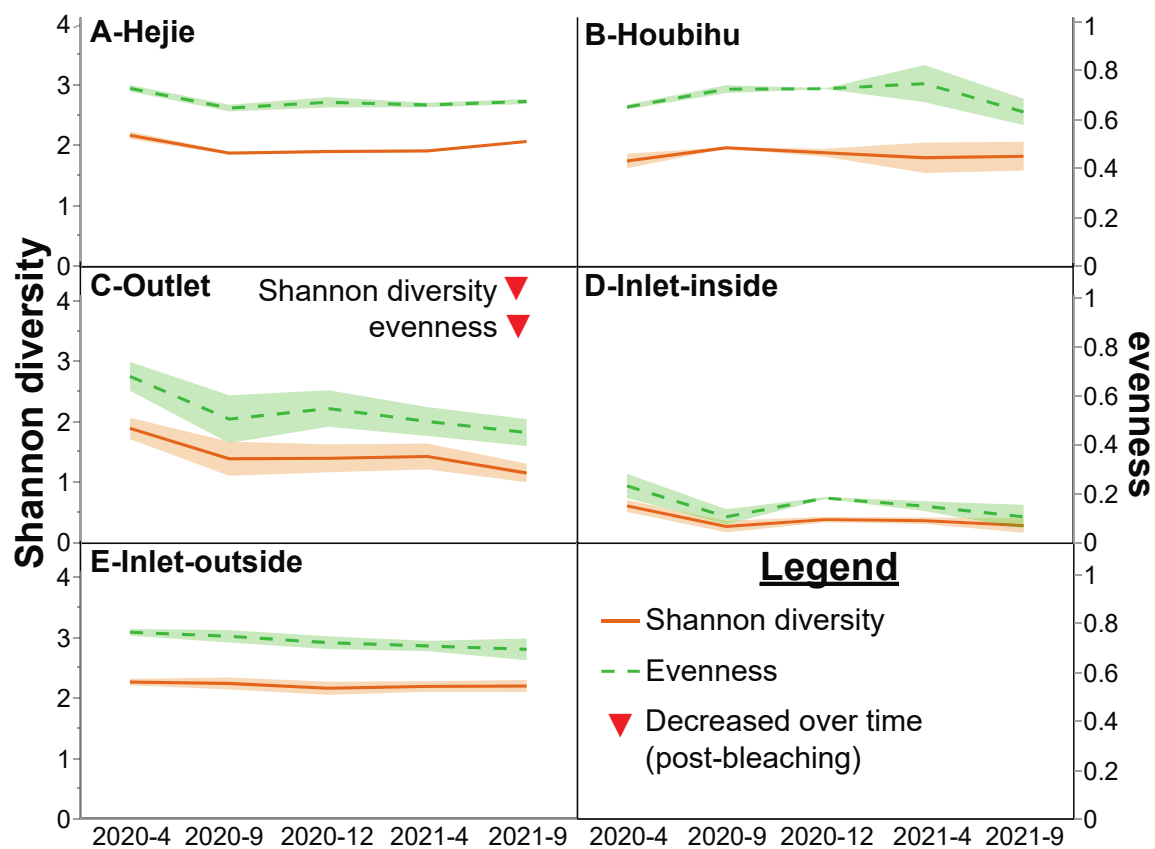 A-Hejie
B-Houbihu
4
3
2
1
0
1
0.8
0.6
0.4
0.2
0
C-Outlet
Shannon diversity
evenness
D-Inlet-inside
4
3
2
1
0
1
0.8
0.6
0.4
0.2
0
Shannon diversity
evenness
E-Inlet-outside
4
3
2
1
0
Legend
Shannon diversity
Evenness
Decreased over time
(post-bleaching)
1
0.8
0.6
0.4
0.2
0
2020-4 2020-9 2020-12 2021-4 2021-9
2020-4 2020-9 2020-12 2021-4 2021-9